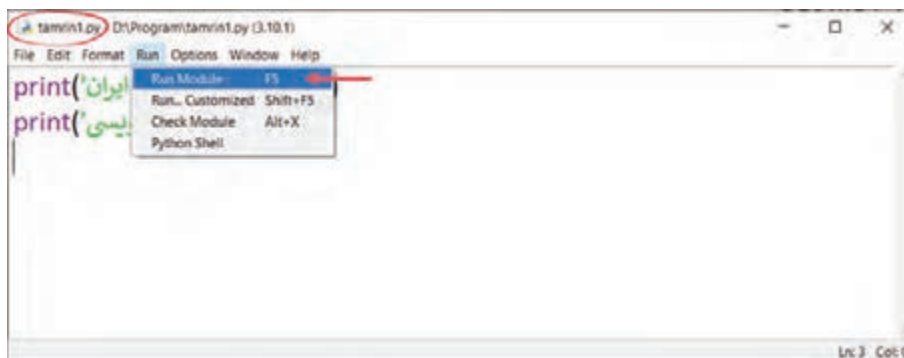 tamrin1.py D:\Program\tamrin1.py (3.10.1)
File Edit Format Run Options Window Help
print('ایران
print('یسی
Run Module F5
Run... Customized Shift+F5
Check Module Alt+X
Python Shell
Ln: 3